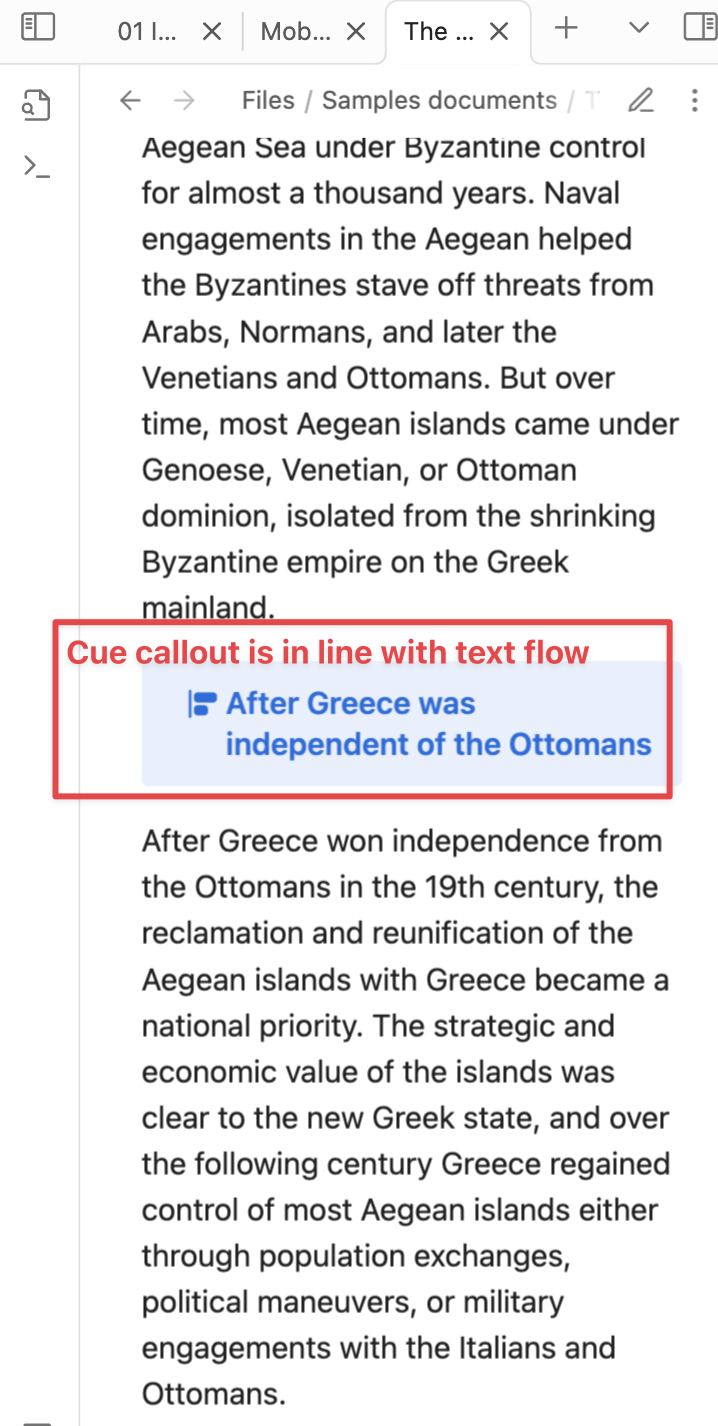 01 I...
Mob...
The ...
Files / Samples documents / T
Aegean Sea under Byzantine control
for almost a thousand years. Naval
engagements in the Aegean helped
the Byzantines stave off threats from
Arabs, Normans, and later the
Venetians and Ottomans. But over
time, most Aegean islands came under
Genoese, Venetian, or Ottoman
dominion, isolated from the shrinking
Byzantine empire on the Greek
mainland.
Cue callout is in line with text flow
After Greece was
independent of the Ottomans
After Greece won independence from
the Ottomans in the 19th century, the
reclamation and reunification of the
Aegean islands with Greece became a
national priority. The strategic and
economic value of the islands was
clear to the new Greek state, and over
the following century Greece regained
control of most Aegean islands either
through population exchanges,
political maneuvers, or military
engagements with the Italians and
Ottomans.